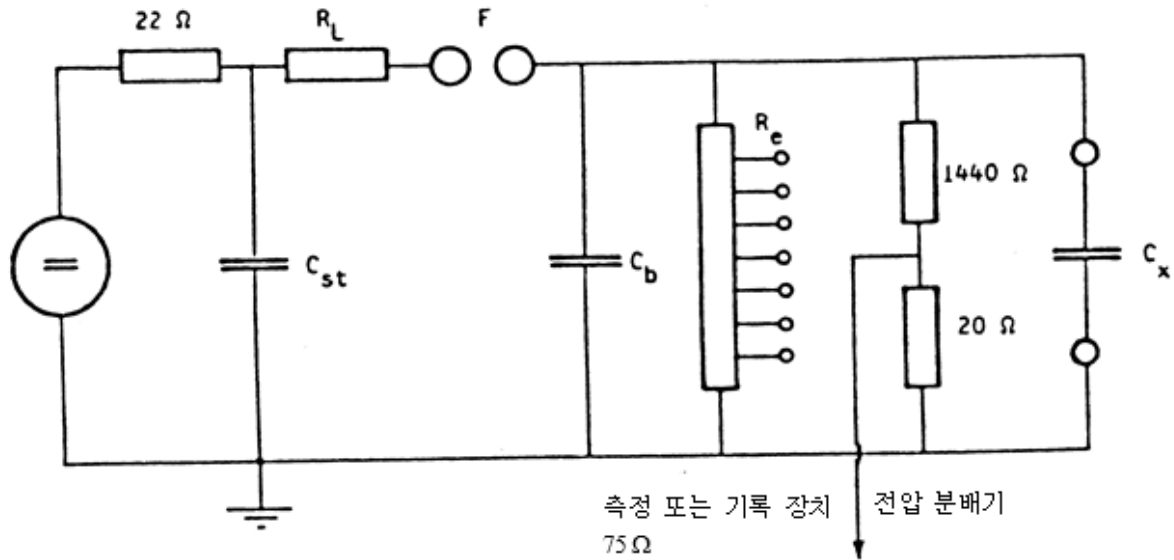 22 Ω
R_L
F
R_e
1440 Ω
C_st
C_b
C_x
20 Ω
측정 또는 기록 장치 전압 분배기
75 Ω